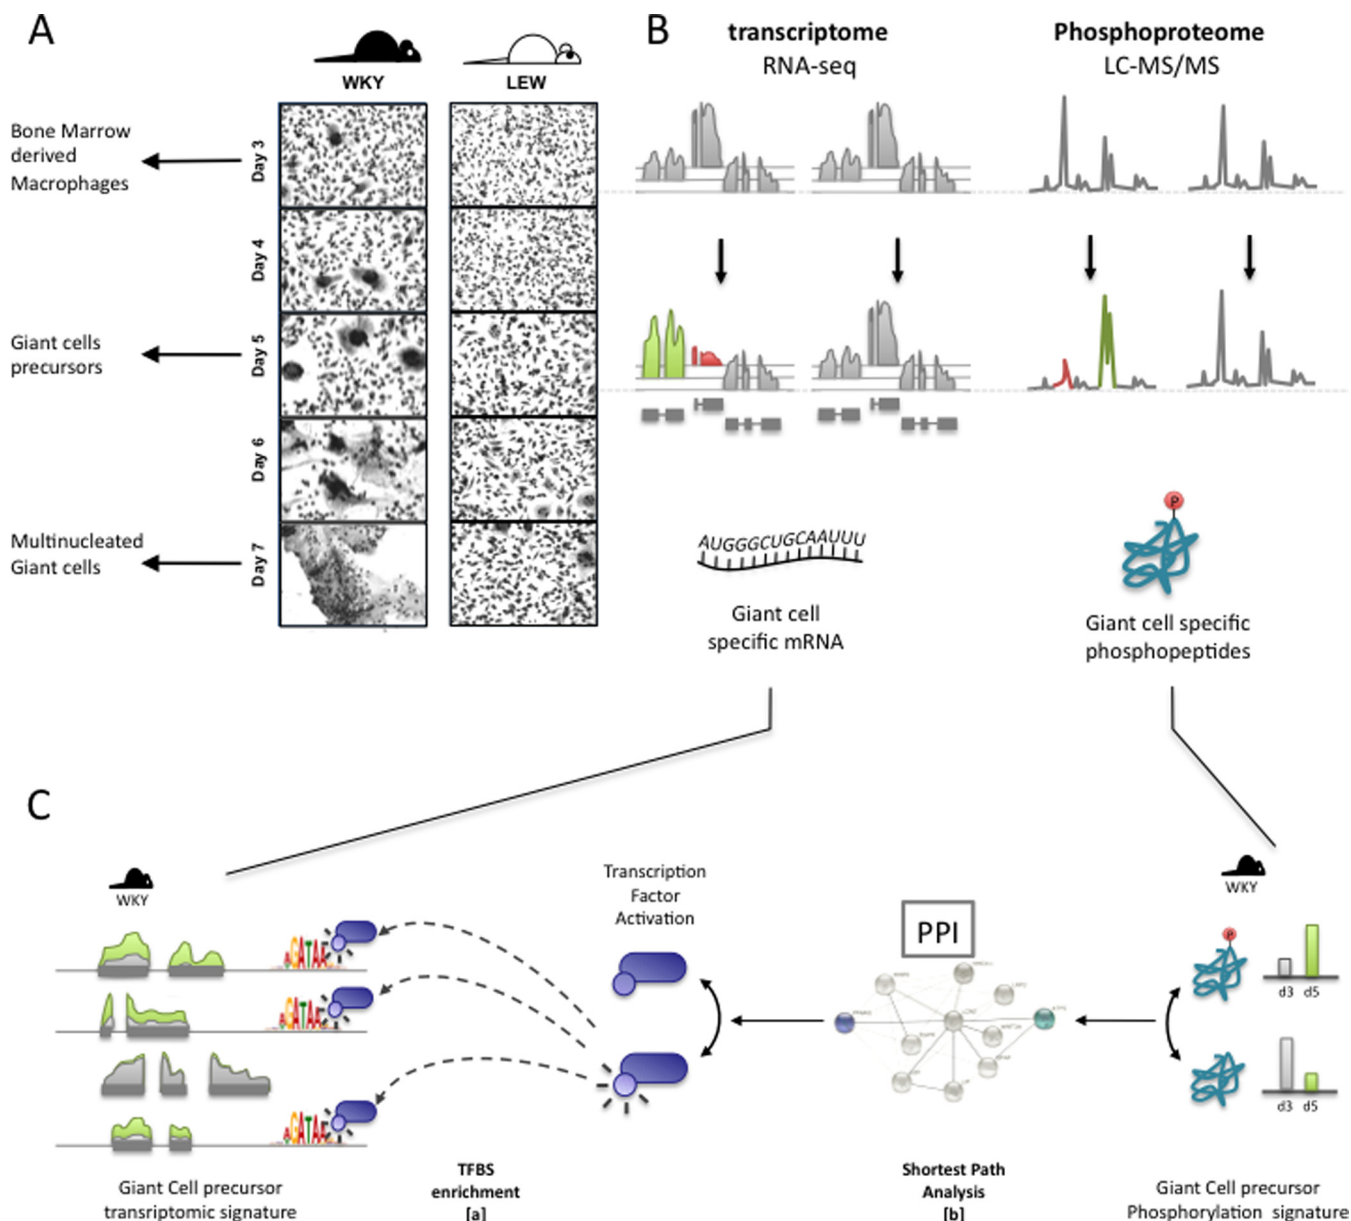 A
WKY
LEW
Bone Marrow
derived
Macrophages
Day 3
Day 4
Giant cells
precursors
Day 5
Day 6
Multinucleated
Giant cells
Day 7
B
transcriptome
RNA-seq
Phosphoproteome
LC-MS/MS
AUGGGCUGCAAUUU
Giant cell
specific mRNA
P
Giant cell specific
phosphopeptides
C
WKY
GATAA
GATAA
GATAA
Giant Cell precursor
transriptomic signature
TFBS
enrichment
[a]
Transcription
Factor
Activation
PPI
Shortest Path
Analysis
[b]
WKY
P
d3 d5
d3 d5
Giant Cell precursor
Phosphorylation signature